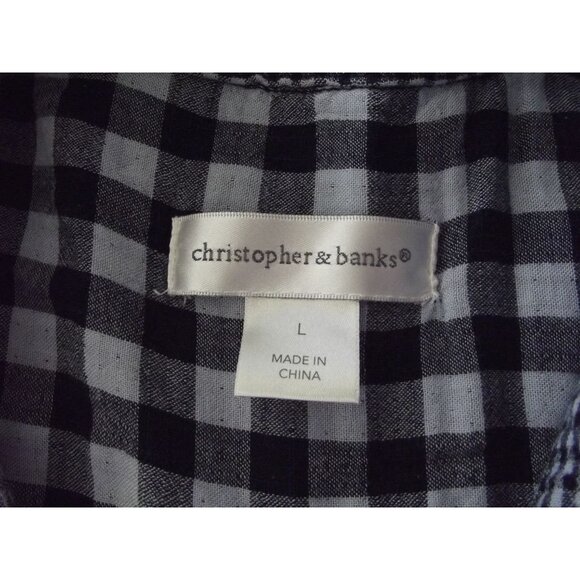 christopher & banks®
L
MADE IN
CHINA